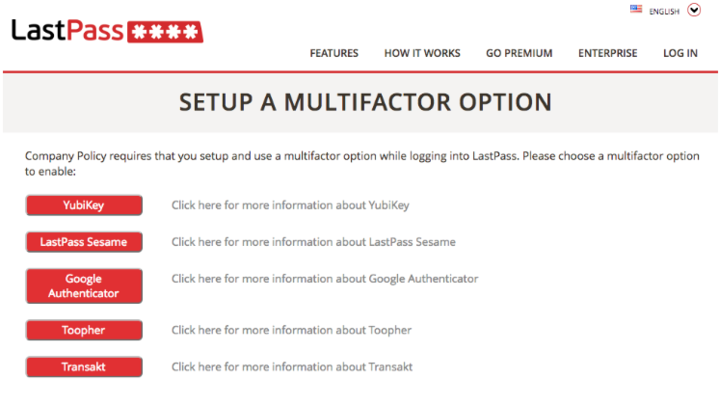 ENGLISH
LastPass ****
FEATURES HOW IT WORKS GO PREMIUM ENTERPRISE LOG IN
SETUP A MULTIFACTOR OPTION
Company Policy requires that you setup and use a multifactor option while logging into LastPass. Please choose a multifactor option
to enable:
YubiKey Click here for more information about YubiKey
LastPass Sesame Click here for more information about LastPass Sesame
Google
Authenticator
Click here for more information about Google Authenticator
Toopher Click here for more information about Toopher
Transakt Click here for more information about Transakt